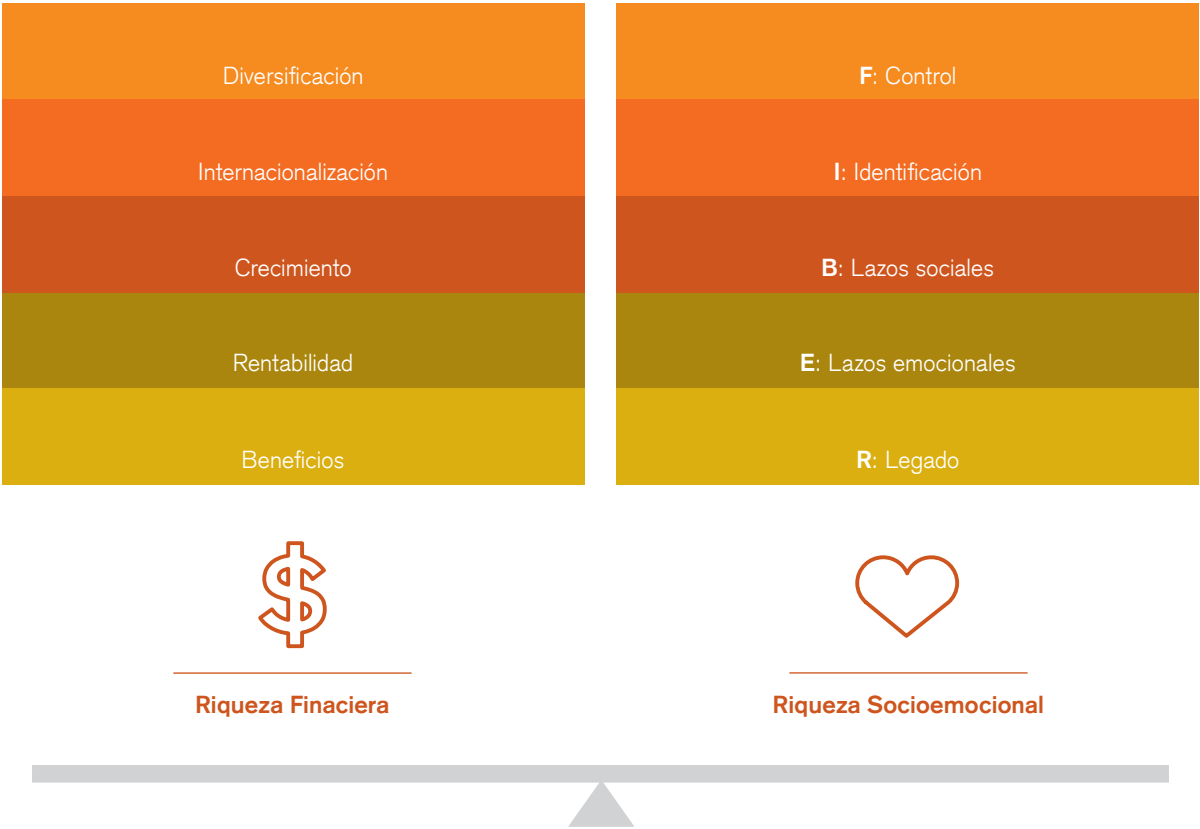 Diversificación
Internacionalización
Crecimiento
Rentabilidad
Beneficios
Riqueza Finaciera
F: Control
I: Identificación
B: Lazos sociales
E: Lazos emocionales
R: Legado
Riqueza Socioemocional